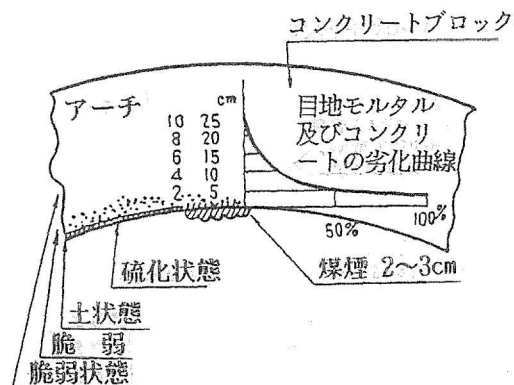 コンクリートブロック
アーチ
cm
10 25
8 20
6 15
4 10
2 5
目地モルタル
及びコンクリ
ートの劣化曲線
100%
50%
硫化状態
煤煙 2〜3cm
土状態
脆 弱
脆弱状態